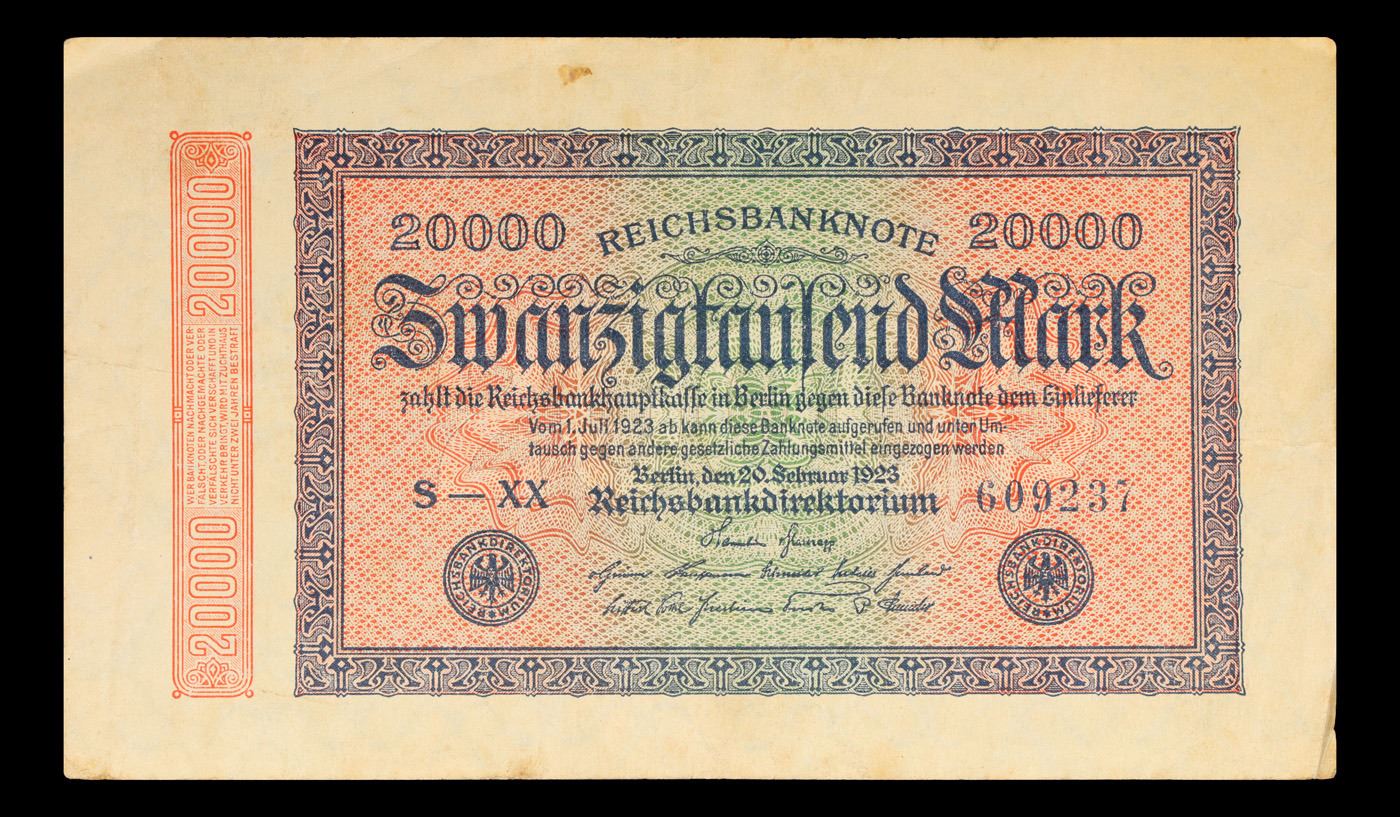 20000 REICHSBANKNOTE 20000
Zwanzigtausend Mark
zahlt die Reichsbankhauptkasse in Berlin gegen diese Banknote dem Einlieferer
Vom 1. Juli 1923 ab kann diese Banknote aufgerufen und unter Um-
tausch gegen andere gesetzliche Zahlungsmittel eingezogen werden
Berlin, den 20. Februar 1923
Reichsbankdirektorium
S — XX
609237
REICHSBANKDIREKTORIUM
REICHSBANKDIREKTORIUM
20000
WER BANKNOTEN NACHMACHT ODER VER-
FÄLSCHT, ODER NACHGEMACHTE ODER
VERFÄLSCHTE SICH VERSCHAFFT UND IN
VERKEHR BRINGT, WIRD MIT ZUCHTHAUS
NICHT UNTER ZWEI JAHREN BESTRAFT
20000